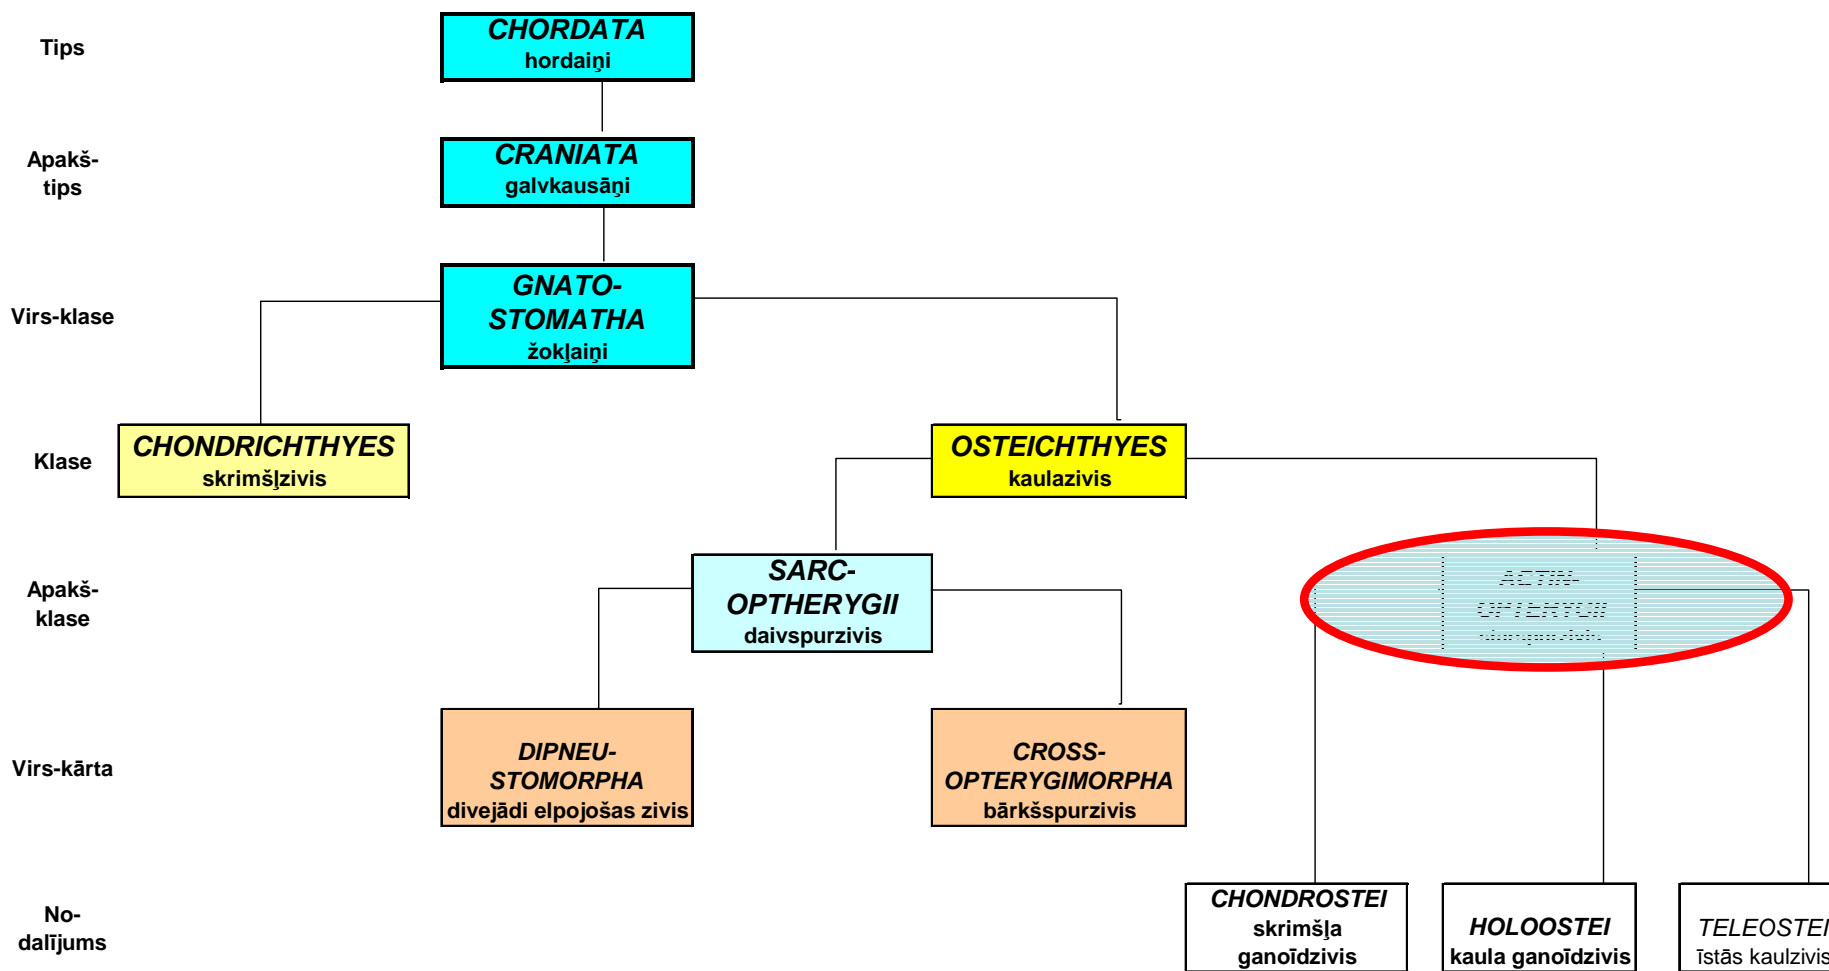 Tips
CHORDATA
hordaiņi
Apakš-
tips
CRANIATA
galvkausāņi
Virs-klase
GNATO-
STOMATHA
žokļaiņi
Klase
CHONDRICHTHYES
skrimšļzivis
OSTEICHTHYES
kaulazivis
Apakš-
klase
SARC-
OPTHERYGII
daivspurzivis
ACTIN-
OPTERYGII
Virs-kārta
DIPNEU-
STOMORPHA
divejādi elpojošas zivis
CROSS-
OPTERYGIMORPHA
bārkšspurzivis
No-
dalījums
CHONDROSTEI
skrimšļa
ganoīdzivis
HOLOOSTEI
kaula ganoīdzivis
TELEOSTEI
īstās kaulzivis